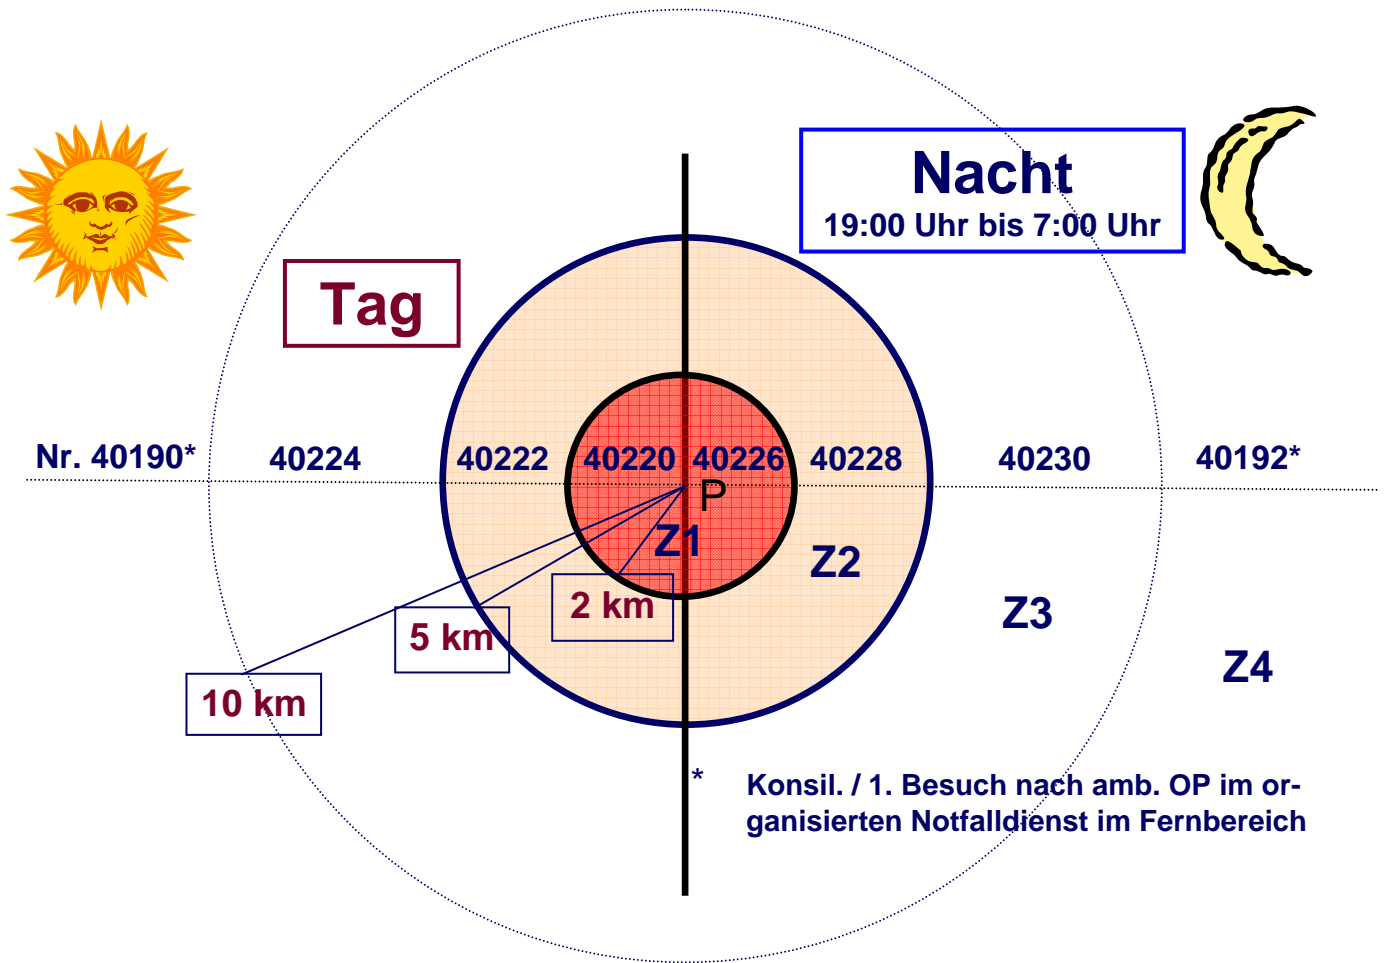 Nacht
19:00 Uhr bis 7:00 Uhr
Tag
Nr. 40190* 40224 40222 40220 40226 40228 40230 40192*
P
Z1
Z2
2 km
Z3
5 km
Z4
10 km
* Konsil. / 1. Besuch nach amb. OP im or-
ganisierten Notfalldienst im Fernbereich